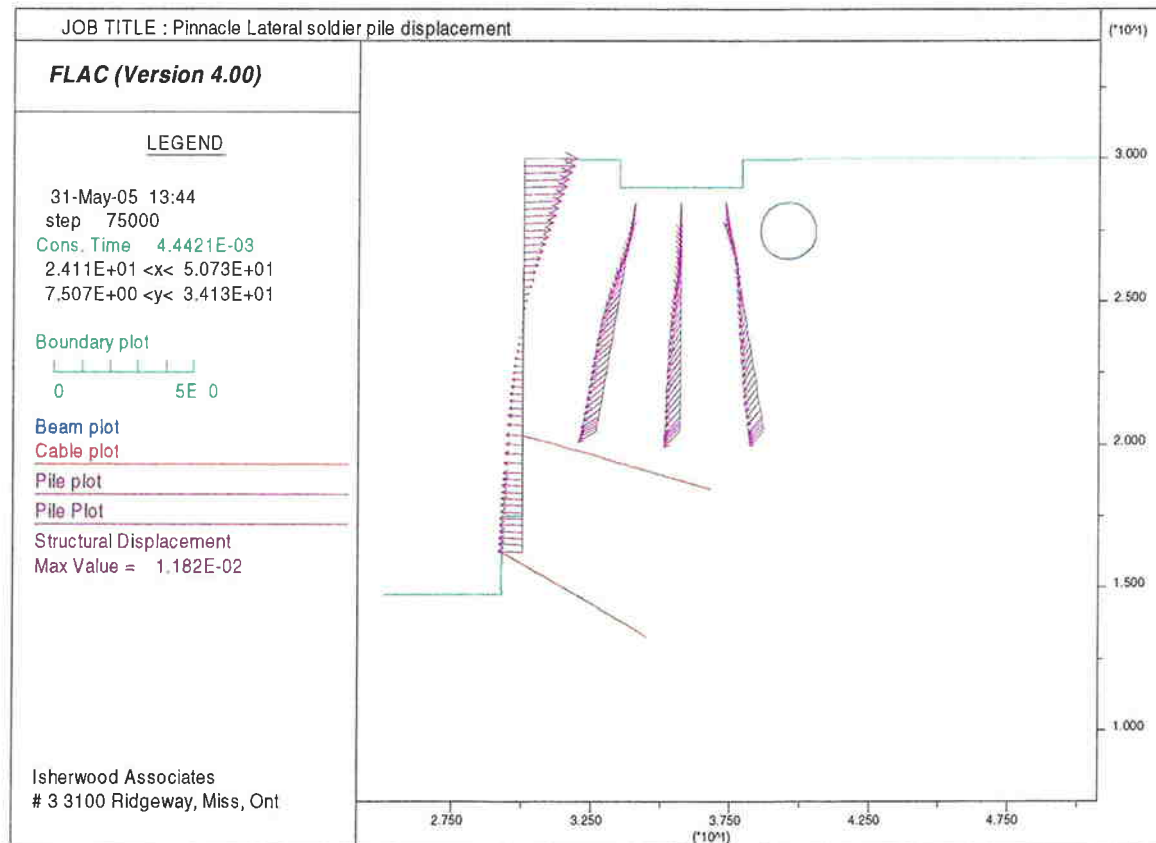 JOB TITLE : Pinnacle Lateral soldier pile displacement
(*10^1)
FLAC (Version 4.00)
LEGEND
31-May-05 13:44
step 75000
Cons. Time 4.4421E-03
2.411E+01 <x< 5.073E+01
7.507E+00 <y< 3.413E+01
Boundary plot
0 5E 0
Beam plot
Cable plot
Pile plot
Pile Plot
Structural Displacement
Max Value = 1.182E-02
Isherwood Associates
# 3 3100 Ridgeway, Miss, Ont
3.000
2.500
2.000
1.500
1.000
2.750 3.250 3.750 4.250 4.750
(*10^1)